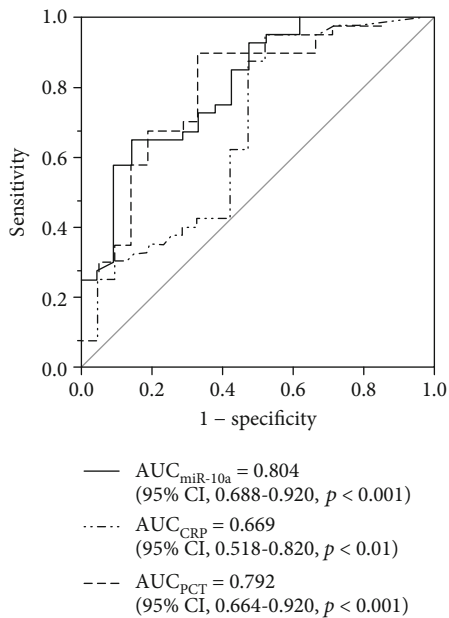 1.0
0.8
0.6
0.4
0.2
0.0
Sensitivity
0.0 0.2 0.4 0.6 0.8 1.0
1 − specificity
AUCmiR-10a = 0.804
(95% CI, 0.688-0.920, p < 0.001)
AUCCRP = 0.669
(95% CI, 0.518-0.820, p < 0.01)
AUCPCT = 0.792
(95% CI, 0.664-0.920, p < 0.001)